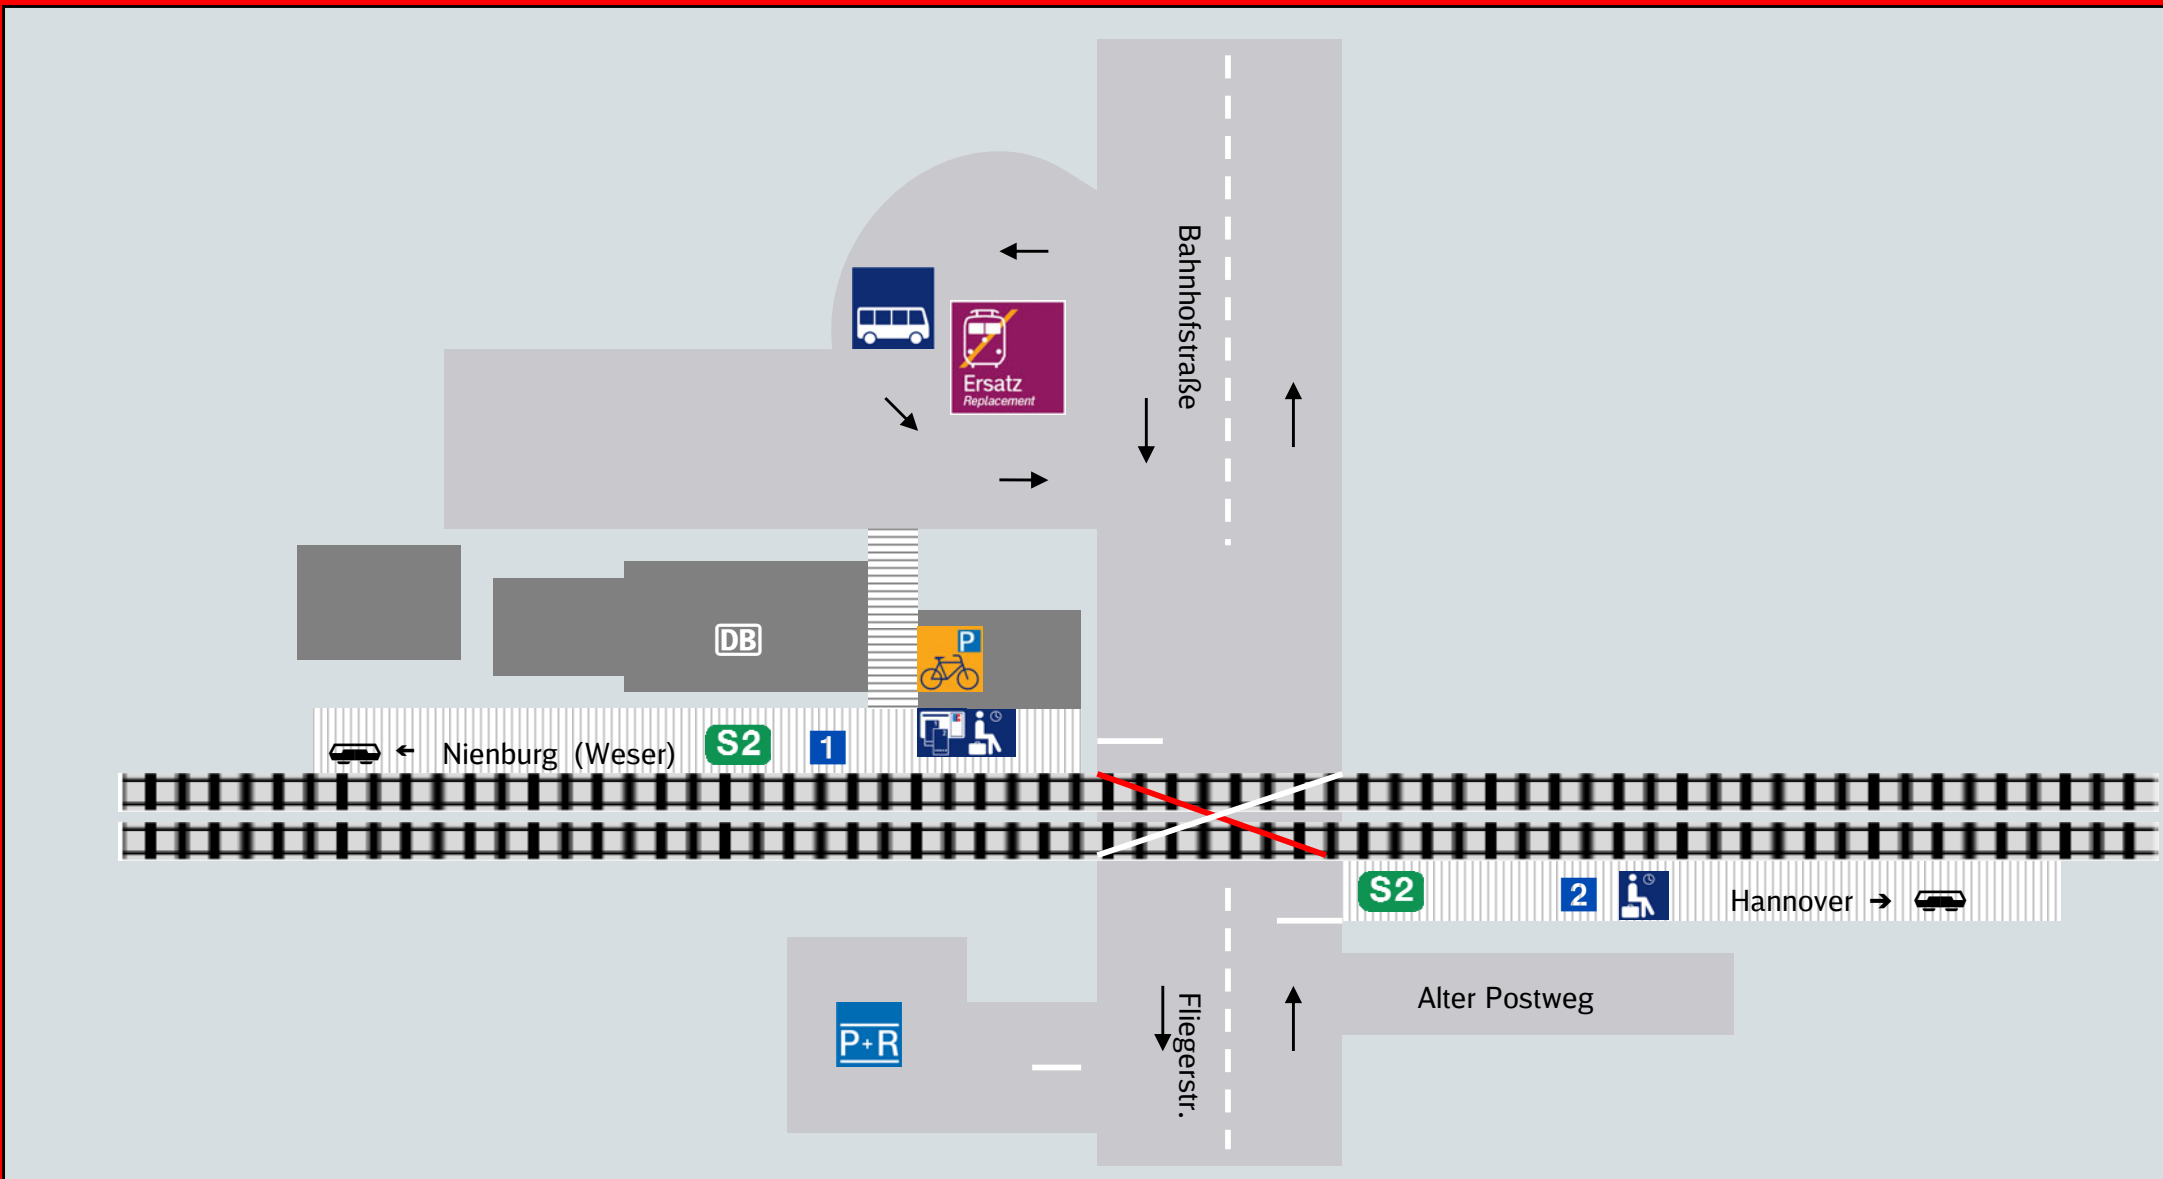 Bahnhofstraße
Ersatz
Replacement
DB
P
Nienburg (Weser)
S2
1
S2
2
Hannover
Alter Postweg
P+R
Fliegerstr.